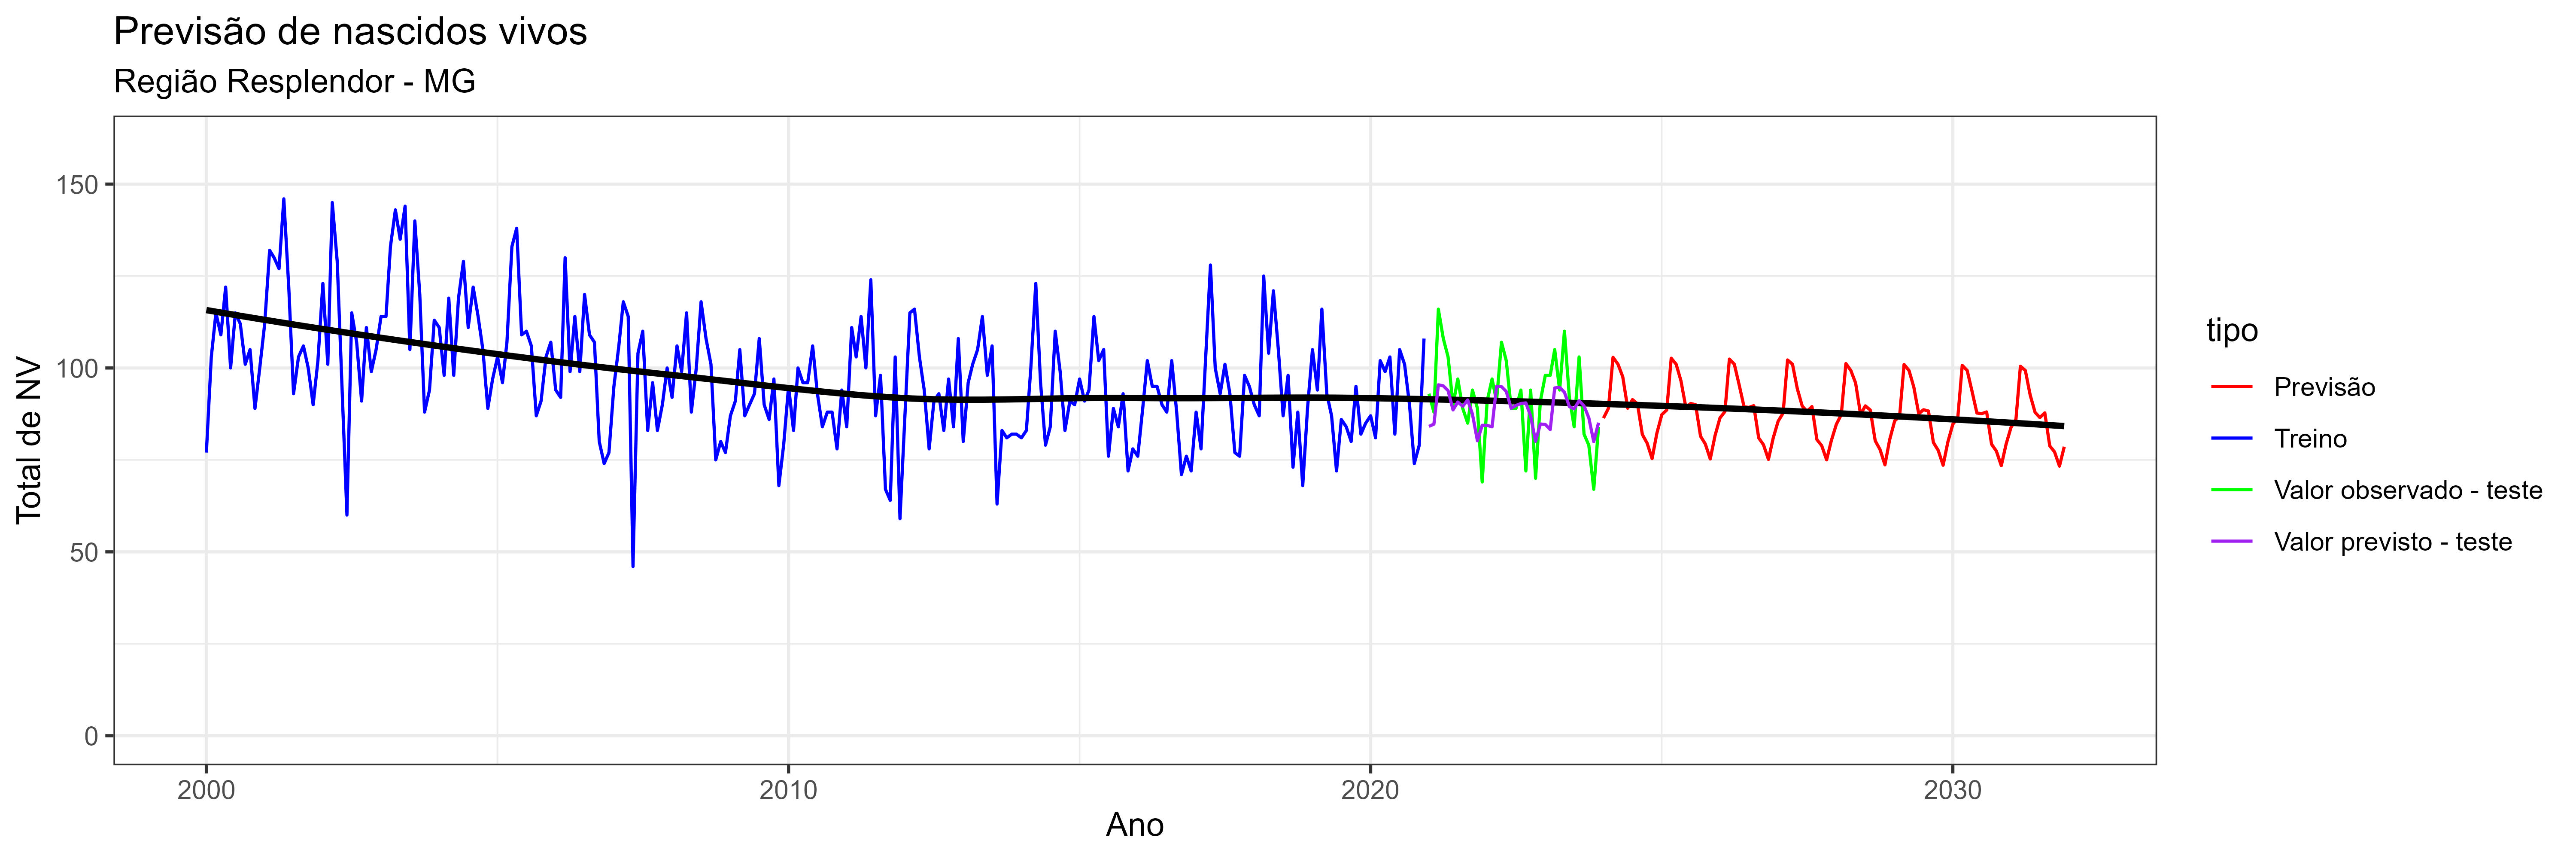 Previsão de nascidos vivos
Região Resplendor - MG
Total de NV
150
100
50
0
2000
2010
2020
2030
Ano
tipo
Previsão
Treino
Valor observado - teste
Valor previsto - teste